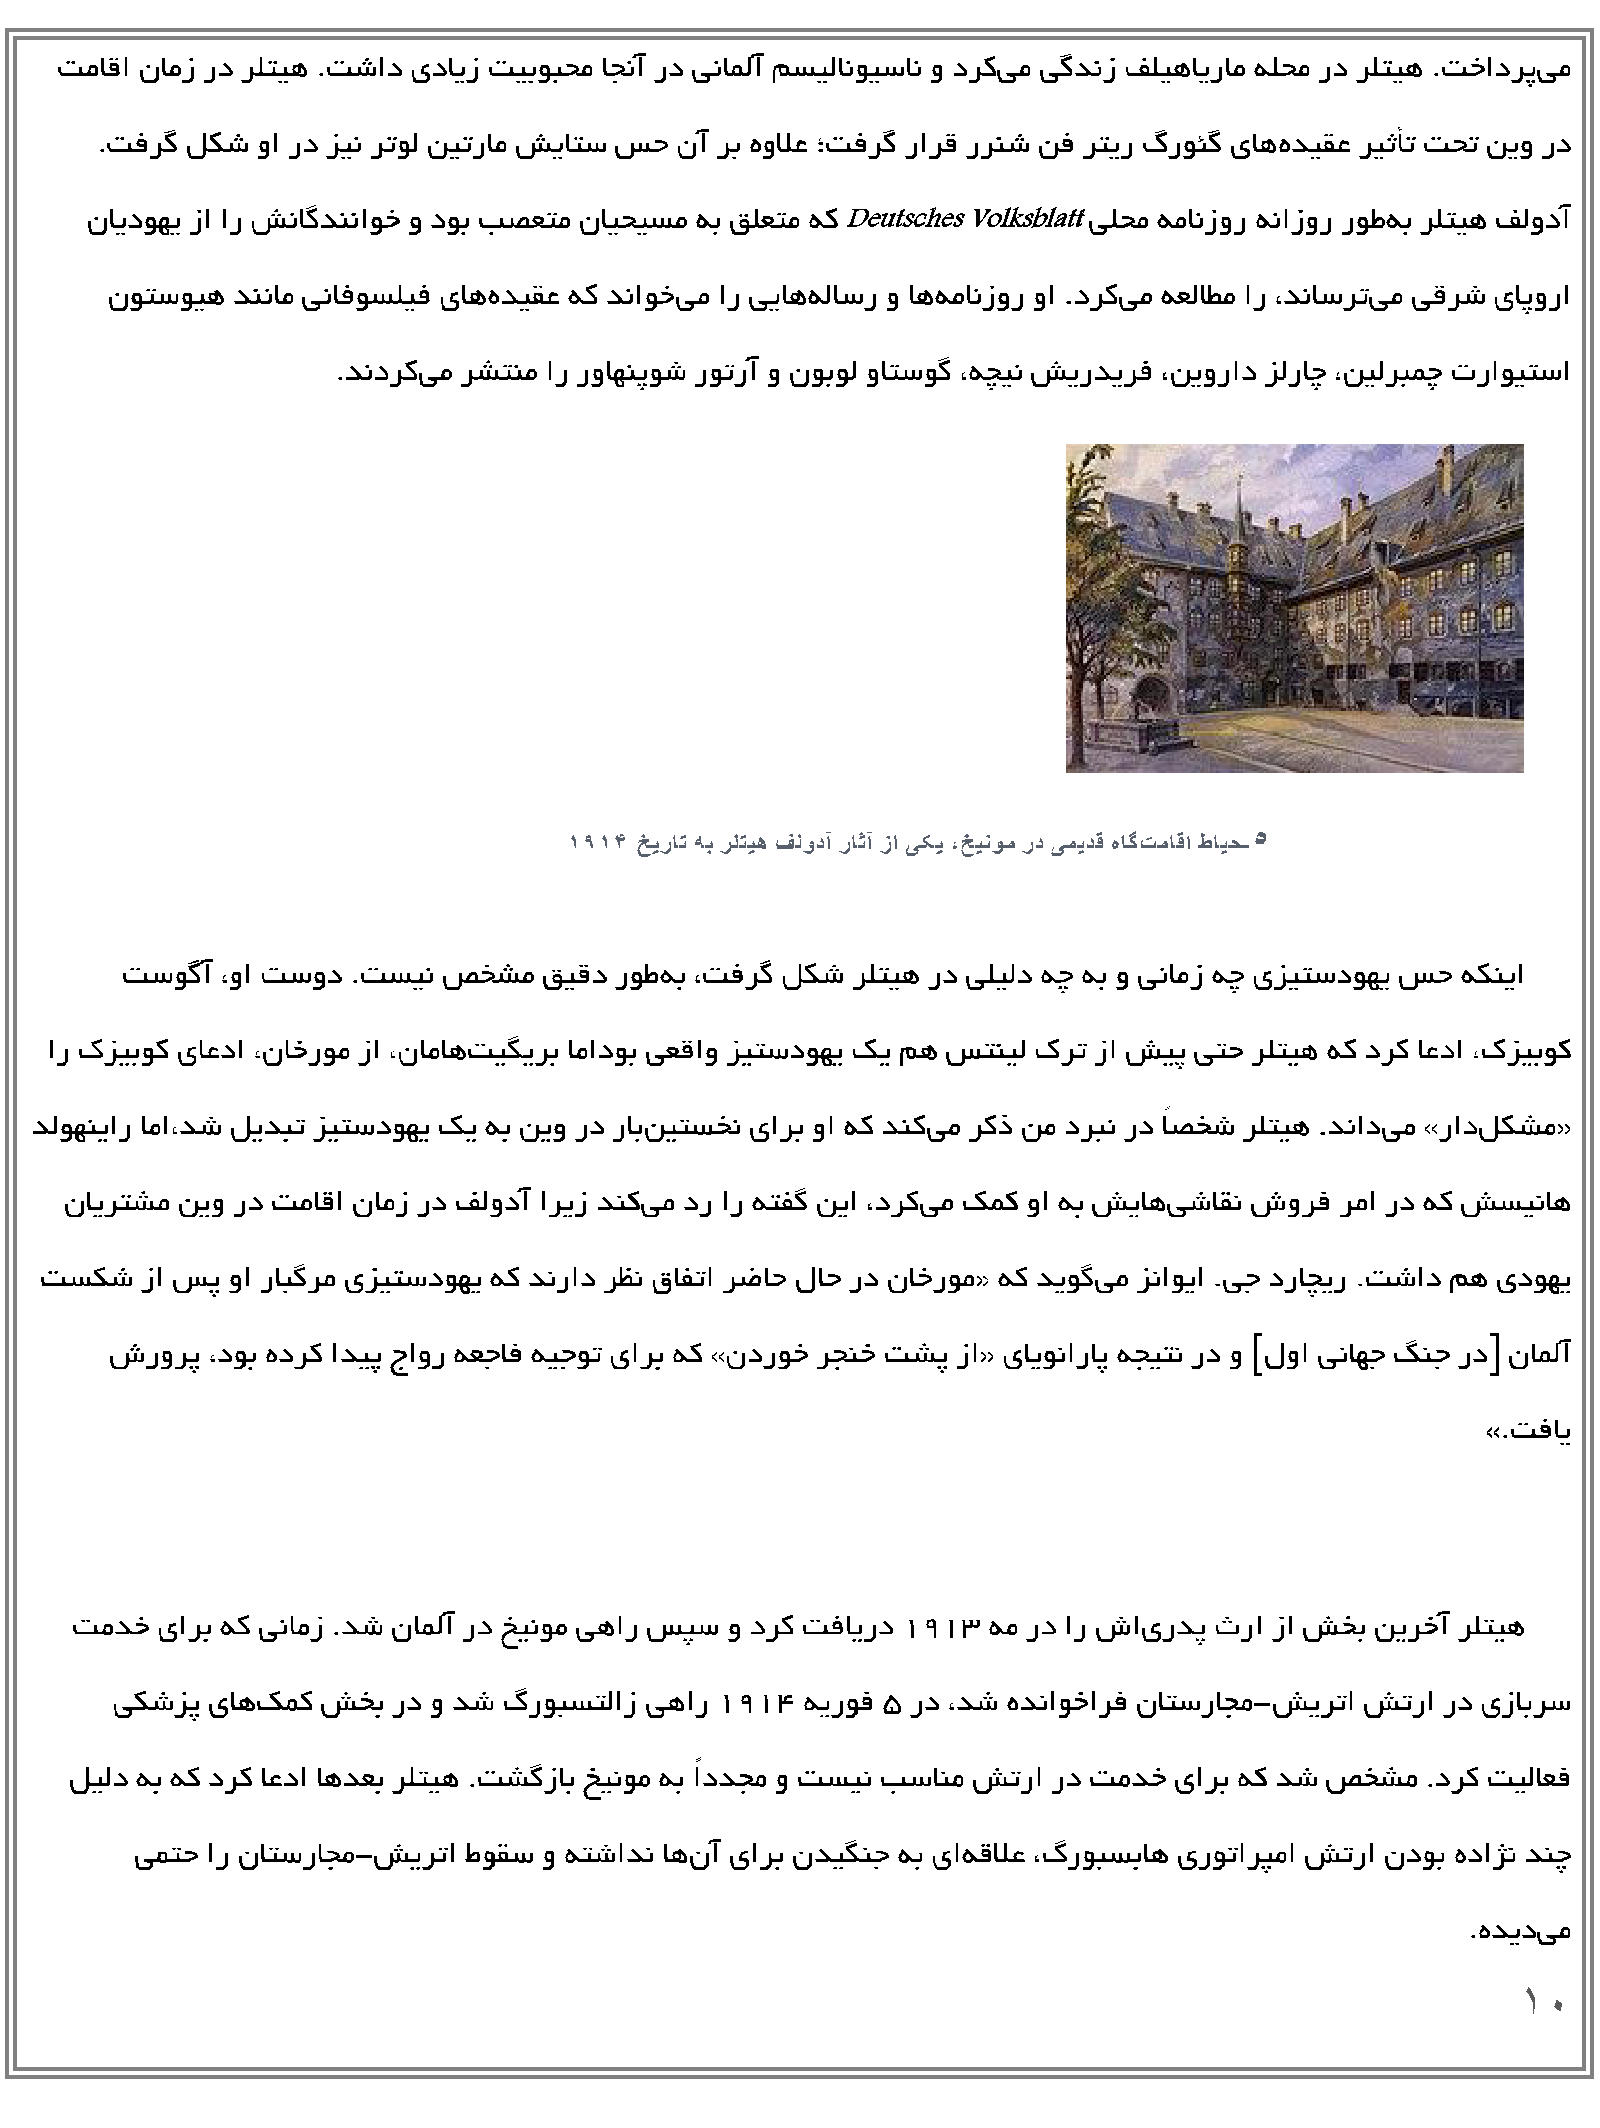 می‌پرداخت. هیتلر در محله ماریاهیلف زندگی می‌کرد و ناسیونالیسم آلمانی در آنجا محبوبیت زیادی داشت. هیتلر در زمان اقامت
در وین تحت تأثیر عقیده‌های گئورگ ریتر فن شنرر قرار گرفت؛ علاوه بر آن حس ستایش مارتین لوتر نیز در او شکل گرفت.
آدولف هیتلر به‌طور روزانه روزنامه محلی Deutsches Volksblatt که متعلق به مسیحیان متعصب بود و خوانندگانش را از یهودیان
اروپای شرقی می‌ترساند، را مطالعه می‌کرد. او روزنامه‌ها و رساله‌هایی را می‌خواند که عقیده‌های فیلسوفانی مانند هیوستون
استیوارت چمبرلین، چارلز داروین، فریدریش نیچه، گوستاو لوبون و آرتور شوپنهاور را منتشر می‌کردند.
۵ ـحیاط اقامت‌گاه قدیمی در مونیخ، یکی از آثار آدولف هیتلر به تاریخ ۱۹۱۴
اینکه حس یهودستیزی چه زمانی و به چه دلیلی در هیتلر شکل گرفت، به‌طور دقیق مشخص نیست. دوست او، آگوست
کوبیزک، ادعا کرد که هیتلر حتی پیش از ترک لینتس هم یک یهودستیز واقعی بوداما بریگیت‌هامان، از مورخان، ادعای کوبیزک را
«مشکل‌دار» می‌داند. هیتلر شخصاً در نبرد من ذکر می‌کند که او برای نخستین‌بار در وین به یک یهودستیز تبدیل شد،اما راینهولد
هانیسش که در امر فروش نقاشی‌هایش به او کمک می‌کرد، این گفته را رد می‌کند زیرا آدولف در زمان اقامت در وین مشتریان
یهودی هم داشت. ریچارد جی. ایوانز می‌گوید که «مورخان در حال حاضر اتفاق نظر دارند که یهودستیزی مرگبار او پس از شکست
آلمان [در جنگ جهانی اول] و در نتیجه پارانویای «از پشت خنجر خوردن» که برای توجیه فاجعه رواج پیدا کرده بود، پرورش
یافت.»
هیتلر آخرین بخش از ارث پدری‌اش را در مه ۱۹۱۳ دریافت کرد و سپس راهی مونیخ در آلمان شد. زمانی که برای خدمت
سربازی در ارتش اتریش-مجارستان فراخوانده شد، در ۵ فوریه ۱۹۱۴ راهی زالتسبورگ شد و در بخش کمک‌های پزشکی
فعالیت کرد. مشخص شد که برای خدمت در ارتش مناسب نیست و مجدداً به مونیخ بازگشت. هیتلر بعدها ادعا کرد که به دلیل
چند نژاده بودن ارتش امپراتوری هابسبورگ، علاقه‌ای به جنگیدن برای آن‌ها نداشته و سقوط اتریش-مجارستان را حتمی
می‌دیده.
۱۰